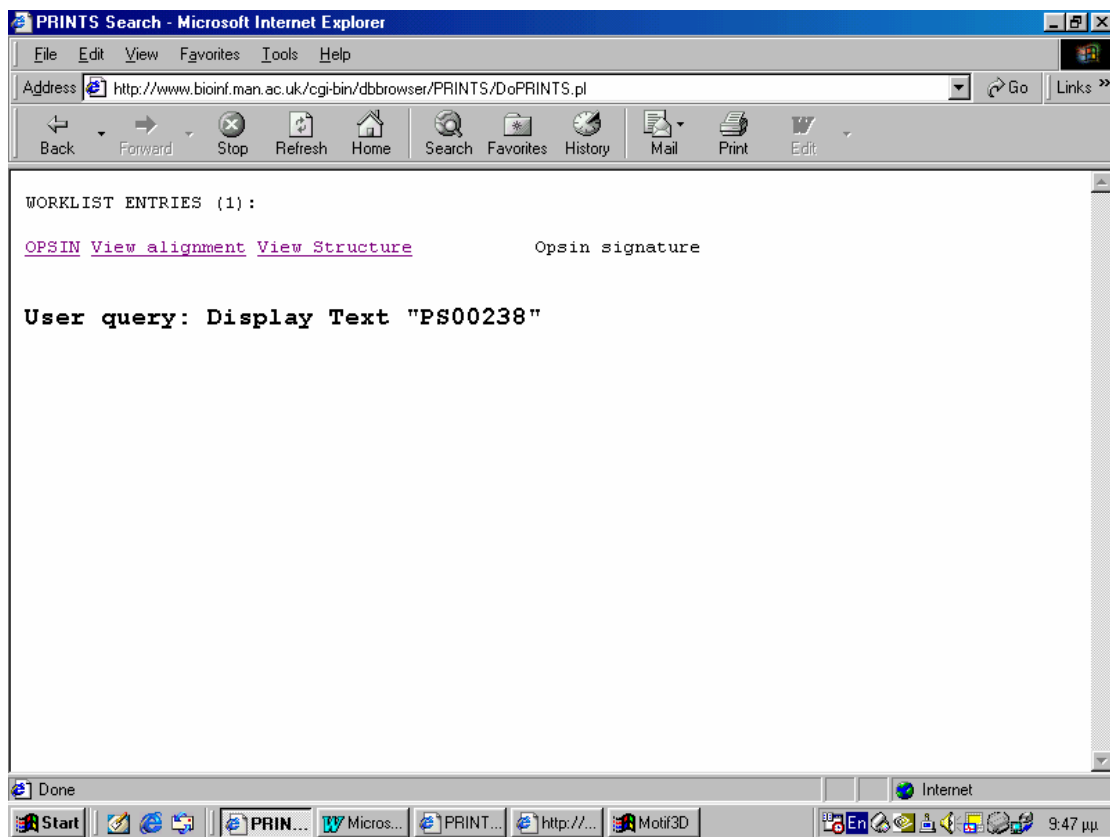 PRINTS Search - Microsoft Internet Explorer
File Edit View Favorites Tools Help
Address http://www.bioinf.man.ac.uk/cgi-bin/dbbrowser/PRINTS/DoPRINTS.pl Go Links »
Back Forward Stop Refresh Home Search Favorites History Mail Print Edit
WORKLIST ENTRIES (1):
OPSIN View alignment View Structure Opsin signature
User query: Display Text "PS00238"
Done Internet
Start PRIN... Micros... PRINT... http://... Motif3D En 9:47 μμ